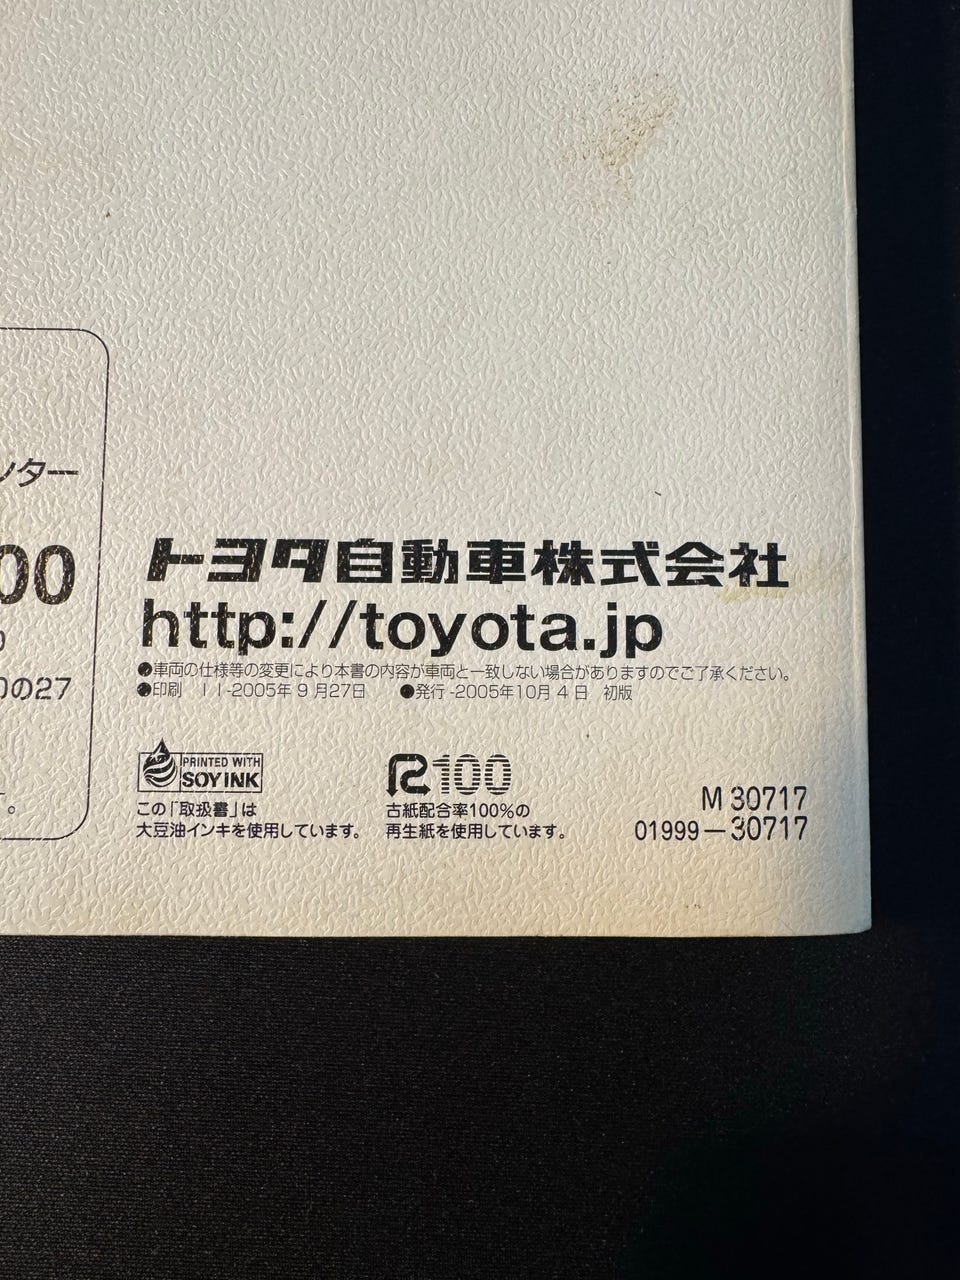 ンター
00
0の27
。
トヨタ自動車株式会社
http://toyota.jp
●車両の仕様等の変更により本書の内容が車両と一致しない場合がありますのでご了承ください。
●印刷 11-2005年9月27日 ●発行-2005年10月4日 初版
PRINTED WITH
SOY INK
この「取扱書」は
大豆油インキを使用しています。
R100
古紙配合率100%の
再生紙を使用しています。
M 30717
01999-30717